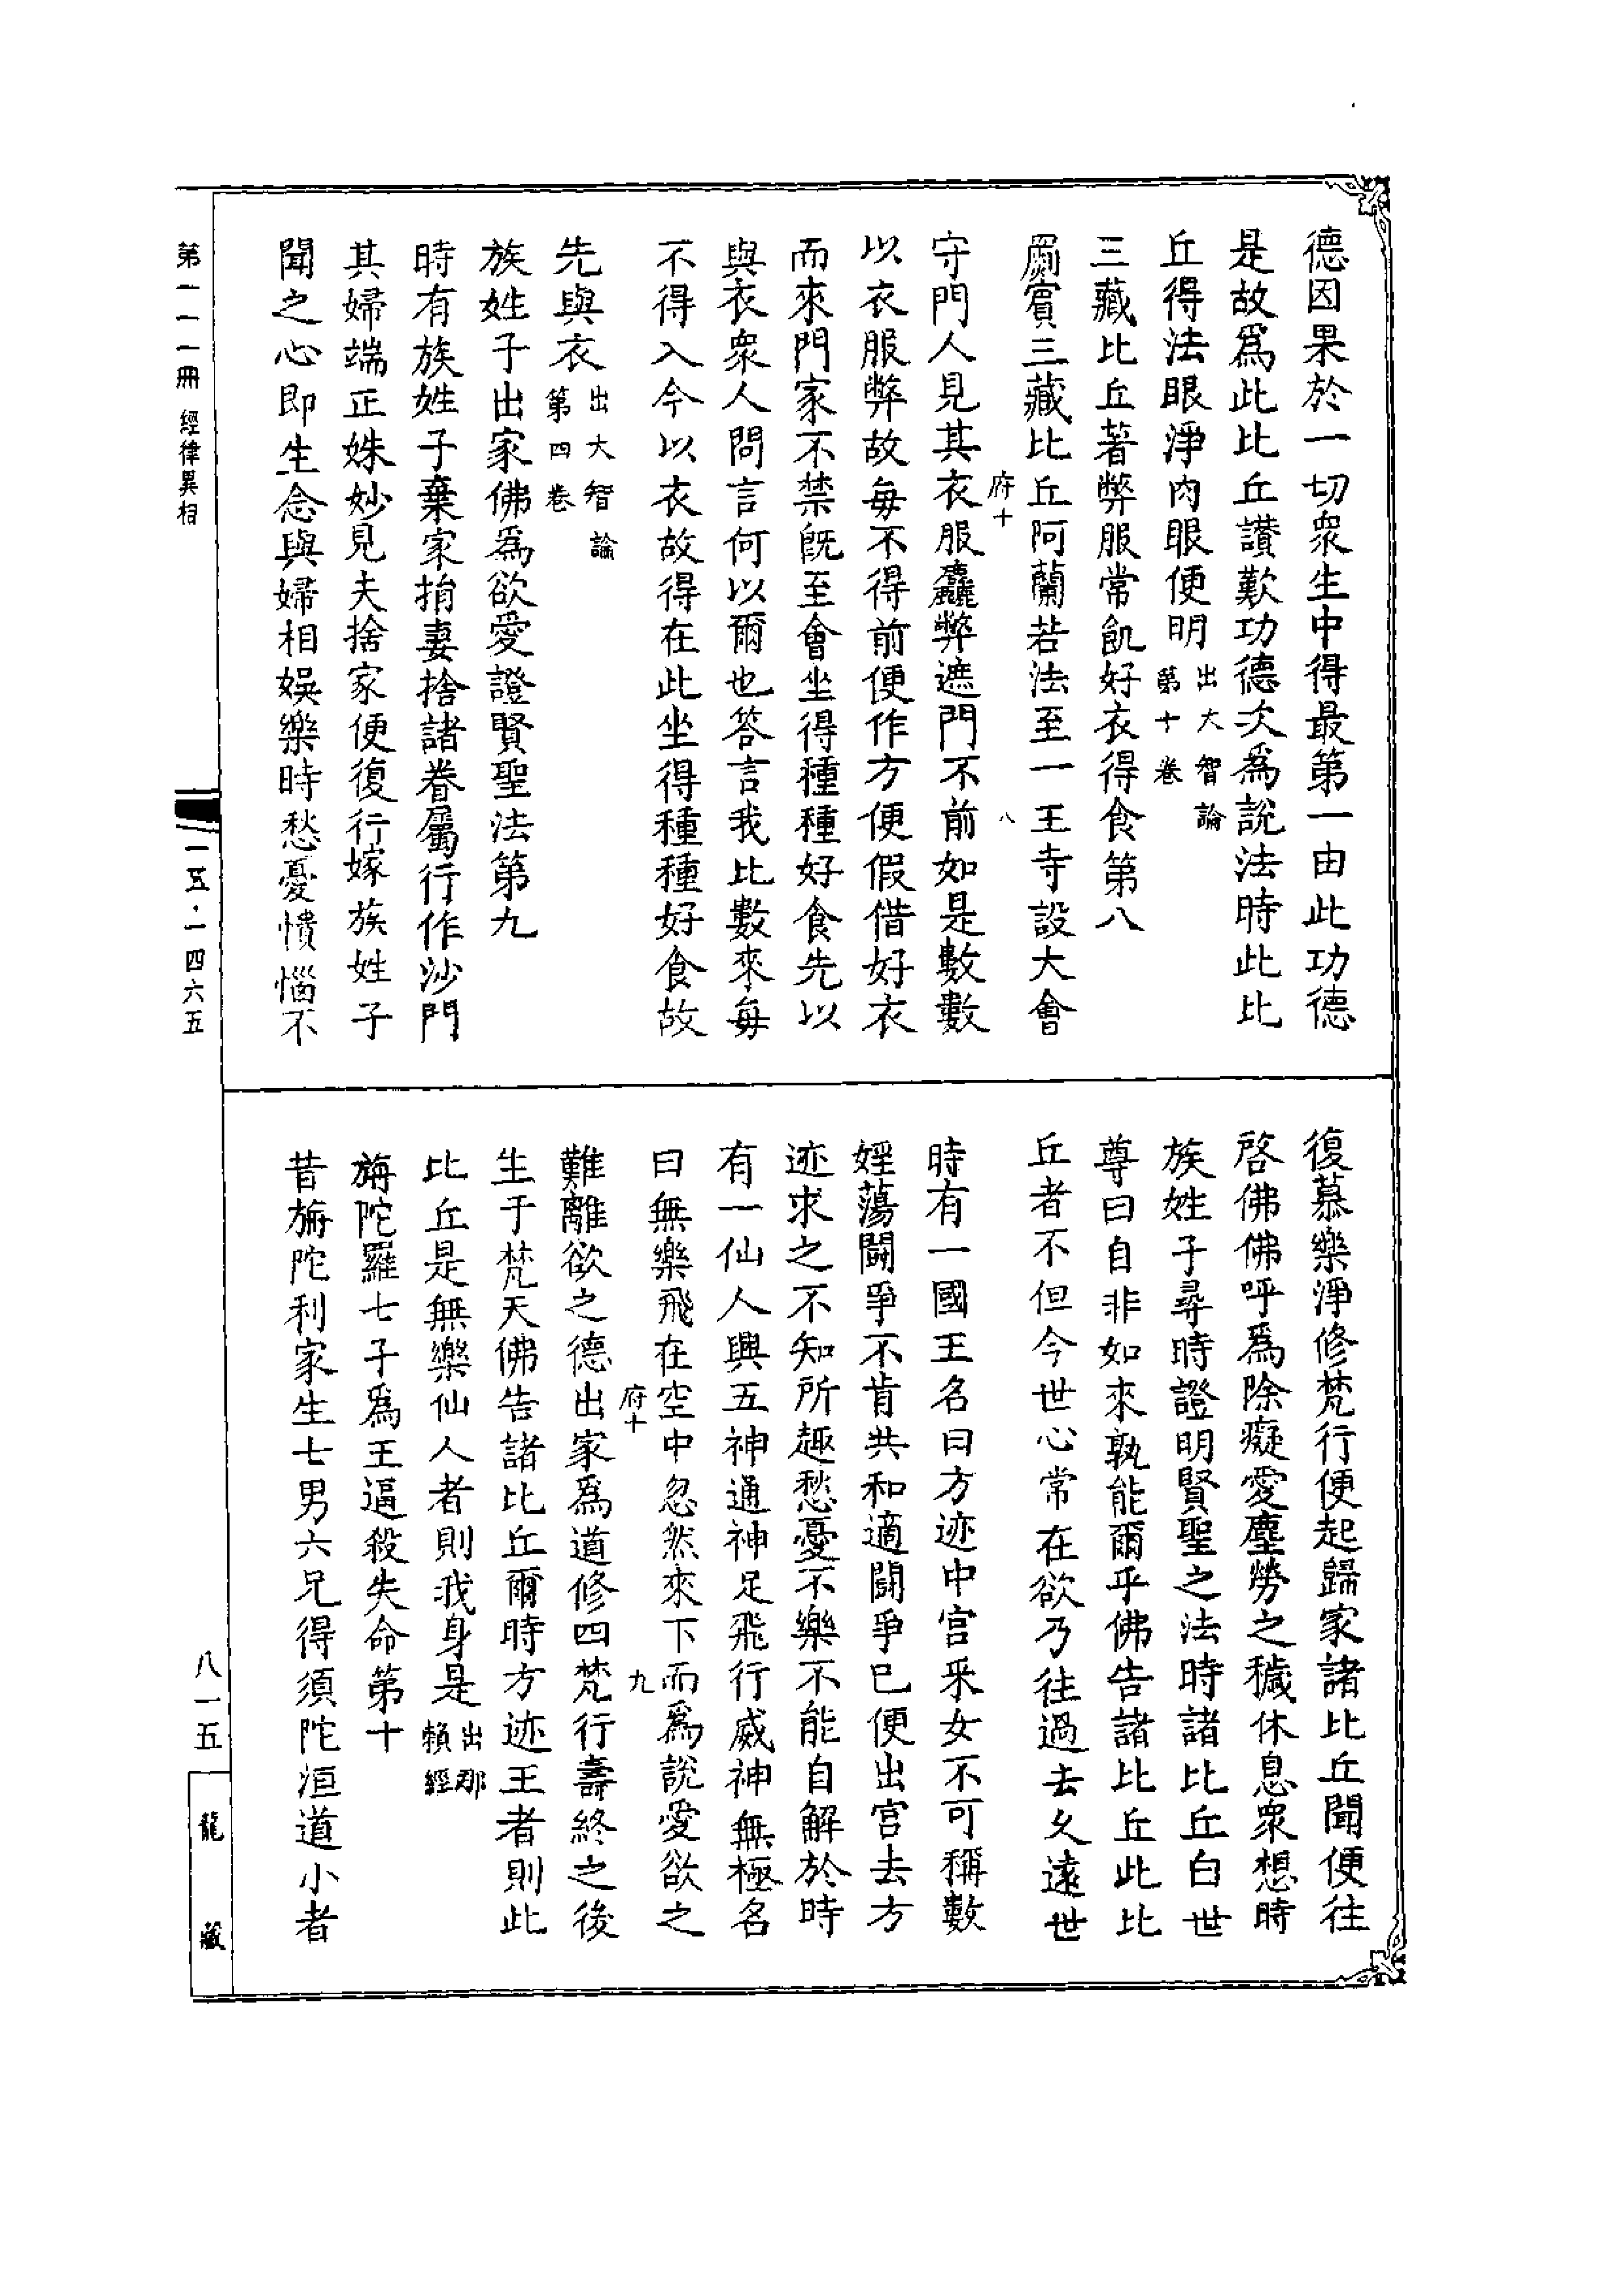 德因果於一切衆生中得最第一由此功德
是故爲此比丘讃歎功德次爲說法時此比
丘得法眼淨肉眼便明出大智論第十卷
三藏比丘著弊服常飢好衣得食第八
罽賓三藏比丘阿蘭若法至一王寺設大會
府十 八
守門人見其衣服麤弊遮門不前如是數數
以衣服弊故每不得前便作方便假借好衣
而來門家不禁旣至會坐得種種好食先以
與衣衆人問言何以爾也答言我比數來每
不得入今以衣故得在此坐得種種好食故
先與衣出大智論第四卷
族姓子出家佛爲欲愛證賢聖法第九
時有族姓子棄家捐妻捨諸眷屬行作沙門
其婦端正姝妙見夫捨家便復行嫁族姓子
聞之心即生念與婦相娛樂時愁憂憒惱不
復慕樂淨修梵行便起歸家諸比丘聞便往
啓佛佛呼爲除癡愛塵勞之穢休息衆想時
族姓子尋時證明賢聖之法時諸比丘白世
尊曰自非如來孰能爾乎佛告諸比丘此比
丘者不但今世心常在欲乃往過去久遠世
時有一國王名曰方迹中宮采女不可稱數
婬蕩鬪爭不肯共和適鬪爭已便出宮去方
迹求之不知所趣愁憂不樂不能自解於時
有一仙人興五神通神足飛行威神無極名
曰無樂飛在空中忽然來下而爲說愛欲之
府十 九
難離欲之德出家爲道修四梵行壽終之後
生于梵天佛告諸比丘爾時方迹王者則此
比丘是無樂仙人者則我身是出那賴經
旃陀羅七子爲王逼殺失命第十
昔旃陀利家生七男六兄得須陀洹道小者
第一一一冊 經律異相
一五·一四六五
八一五
龍藏